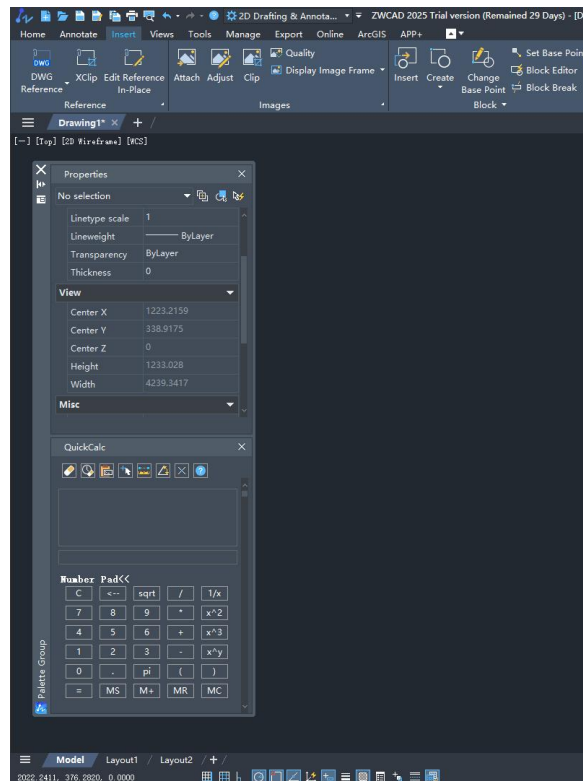 2D Drafting & Annota... ZWCAD 2025 Trial version (Remained 29 Days) - [D
Home Annotate Insert Views Tools Manage Export Online ArcGIS APP+
DWG
DWG Reference
XClip
Edit Reference In-Place
Attach
Adjust
Clip
Quality
Display Image Frame
Insert
Create
Change Base Point
Set Base Poin
Block Editor
Block Break
Reference
Images
Block
Drawing1*
[-] [Top] [2D Wireframe] [WCS]
Properties
No selection
Linetype scale 1
Lineweight ByLayer
Transparency ByLayer
Thickness 0
View
Center X 1223.2159
Center Y 338.9175
Center Z 0
Height 1233.028
Width 4239.3417
Misc
QuickCalc
Number Pad<<
C <-- sqrt / 1/x
7 8 9 * x^2
4 5 6 + x^3
1 2 3 - x^y
0 . pi ( )
= MS M+ MR MC
Palette Group
Model Layout1 Layout2
2022.2411, 376.2820, 0.0000